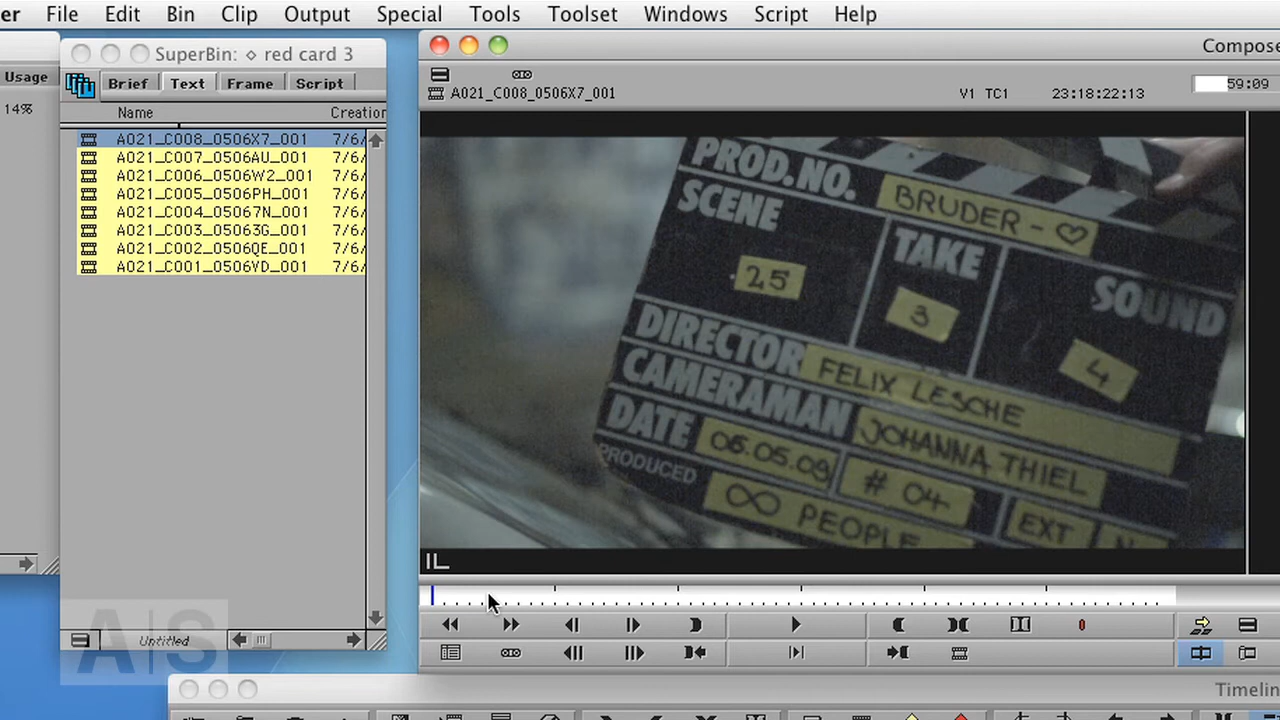 er File Edit Bin Clip Output Special Tools Toolset Windows Script Help
SuperBin: red card 3
Usage
14%
Brief Text Frame Script
Name Creation
A021_C008_0506X7_001 7/6/
A021_C007_0506AU_001 7/6/
A021_C006_0506W2_001 7/6/
A021_C005_0506PH_001 7/6/
A021_C004_05067N_001 7/6/
A021_C003_05063G_001 7/6/
A021_C002_0506QE_001 7/6/
A021_C001_0506VD_001 7/6/
Untitled
A|S
Compose
A021_C008_0506X7_001 V1 TC1 23:18:22:13 59:09
PROD.NO. BRUDER - ♡
SCENE TAKE SOUND
25 3 4
DIRECTOR FELIX LESCHE
CAMERAMAN JOHANNA THIEL
DATE 06.05.09 # 04 EXT N
PRODUCED ∞ PEOPLE
Timelin